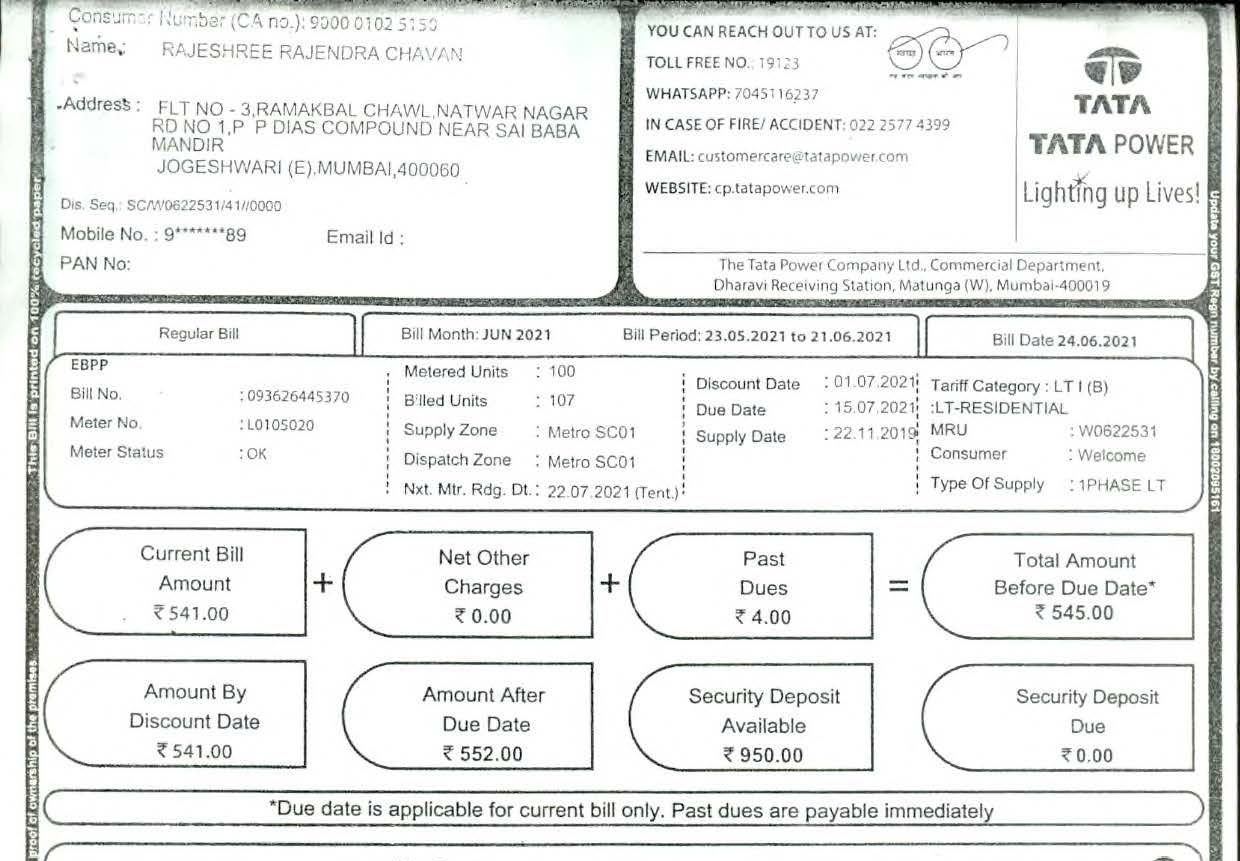 Consumer Number (CA no.): 9000 0102 5150
Name: RAJESHREE RAJENDRA CHAVAN
Address : FLT NO - 3,RAMAKBAL CHAWL,NATWAR NAGAR
RD NO 1,P P DIAS COMPOUND NEAR SAI BABA
MANDIR
JOGESHWARI (E),MUMBAI,400060
Dis. Seq.: SC/W0622531/41//0000
Mobile No. : 9*******89 Email Id :
PAN No:
YOU CAN REACH OUT TO US AT:
TOLL FREE NO.: 19123
WHATSAPP: 7045116237
IN CASE OF FIRE/ ACCIDENT: 022 2577 4399
EMAIL: customercare@tatapower.com
WEBSITE: cp.tatapower.com
स्वच्छ भारत
TATA
TATA POWER
Lighting up Lives!
The Tata Power Company Ltd., Commercial Department,
Dharavi Receiving Station, Matunga (W), Mumbai-400019
This Bill is printed on 100% recycled paper.
Update your GST Regn number by calling on 18002095161
Regular Bill
Bill Month: JUN 2021 Bill Period: 23.05.2021 to 21.06.2021
Bill Date 24.06.2021
EBPP
Bill No. : 093626445370
Meter No. : L0105020
Meter Status : OK
Metered Units : 100
Billed Units : 107
Supply Zone : Metro SC01
Dispatch Zone : Metro SC01
Nxt. Mtr. Rdg. Dt. : 22.07.2021 (Tent.)
Discount Date : 01.07.2021
Due Date : 15.07.2021
Supply Date : 22.11.2019
Tariff Category : LT I (B)
:LT-RESIDENTIAL
MRU : W0622531
Consumer : Welcome
Type Of Supply : 1PHASE LT
Current Bill
Amount
₹ 541.00
+
Net Other
Charges
₹ 0.00
+
Past
Dues
₹ 4.00
=
Total Amount
Before Due Date*
₹ 545.00
Amount By
Discount Date
₹ 541.00
Amount After
Due Date
₹ 552.00
Security Deposit
Available
₹ 950.00
Security Deposit
Due
₹ 0.00
proof of ownership of the premises.
*Due date is applicable for current bill only. Past dues are payable immediately